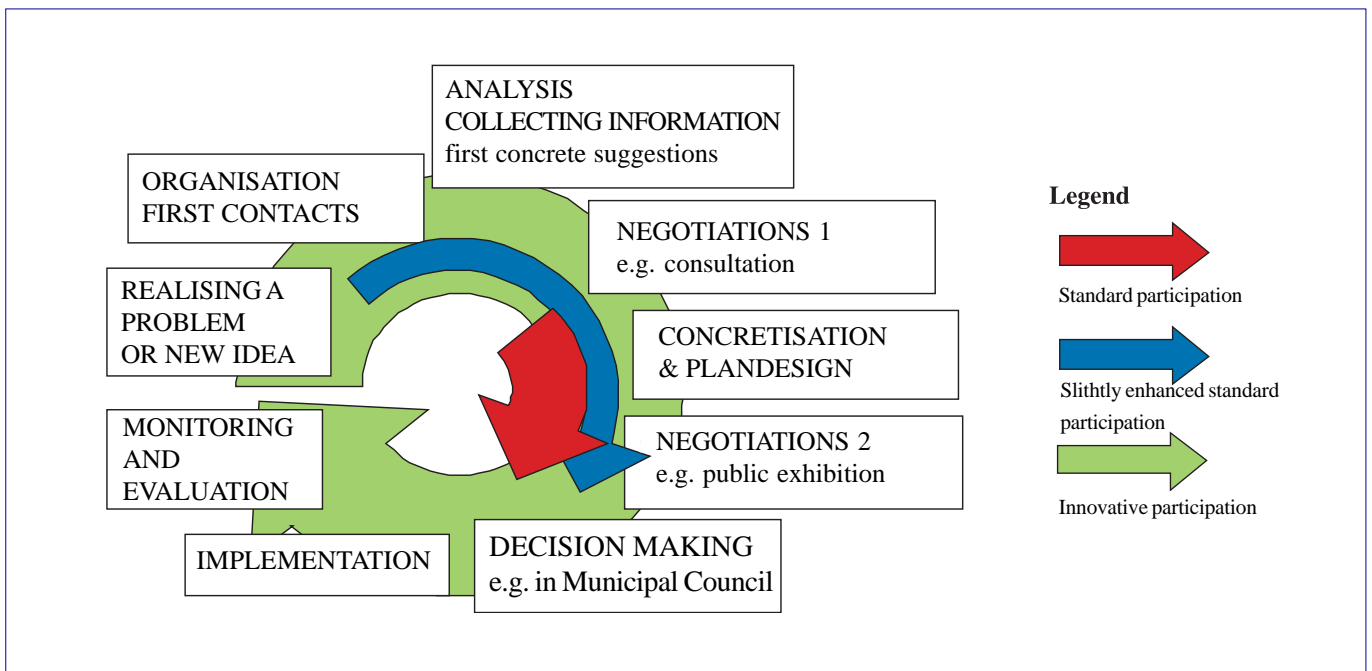 ANALYSIS
COLLECTING INFORMATION
first concrete suggestions
ORGANISATION
FIRST CONTACTS
NEGOTIATIONS 1
e.g. consultation
REALISING A
PROBLEM
OR NEW IDEA
CONCRETISATION
& PLANDESIGN
MONITORING
AND
EVALUATION
NEGOTIATIONS 2
e.g. public exhibition
IMPLEMENTATION
DECISION MAKING
e.g. in Municipal Council
Legend
Standard participation
Slithtly enhanced standard
participation
Innovative participation